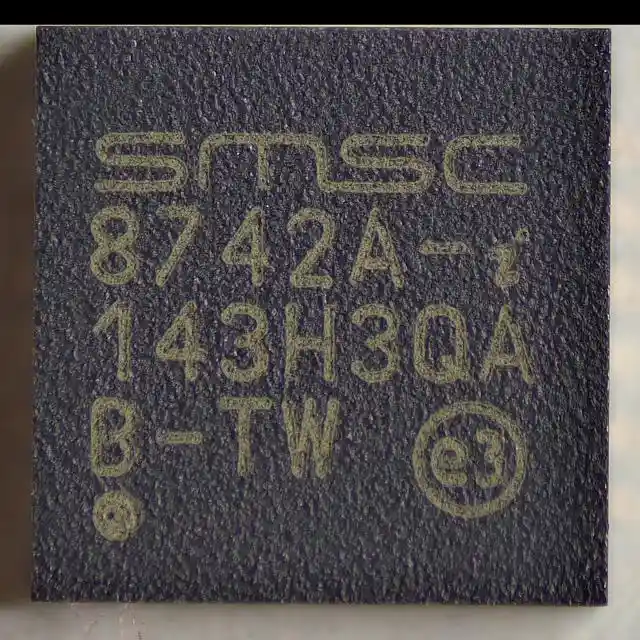 smsc
8742A-i
143H3QA
B-TW
e3